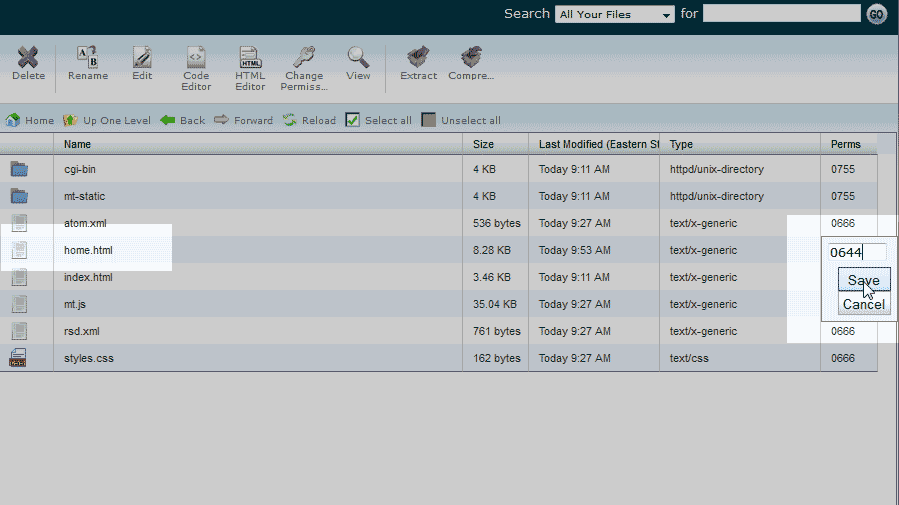 Search All Your Files for GO
Delete Rename Edit Code Editor HTML Editor Change Permiss... View Extract Compre...
Home Up One Level Back Forward Reload Select all Unselect all
Name Size Last Modified (Eastern St Type Perms
cgi-bin 4 KB Today 9:11 AM httpd/unix-directory 0755
mt-static 4 KB Today 9:11 AM httpd/unix-directory 0755
atom.xml 536 bytes Today 9:27 AM text/x-generic 0666
home.html 8.28 KB Today 9:53 AM text/x-generic 0644
index.html 3.46 KB Today 9:11 AM text/x-generic Save
mt.js 35.04 KB Today 9:27 AM text/x-generic Cancel
rsd.xml 761 bytes Today 9:27 AM text/x-generic 0666
styles.css 162 bytes Today 9:27 AM text/css 0666